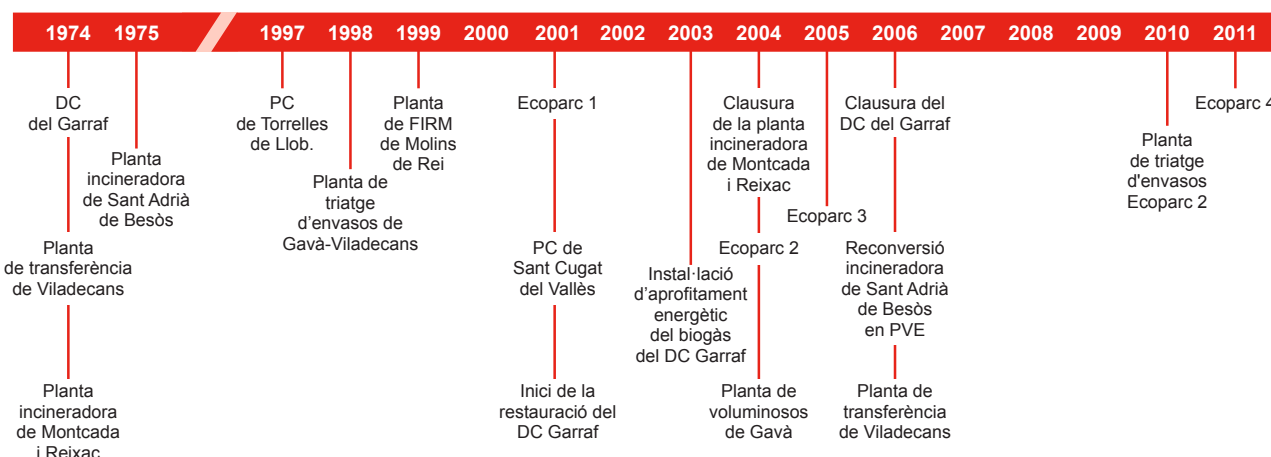 1974 1975 1997 1998 1999 2000 2001 2002 2003 2004 2005 2006 2007 2008 2009 2010 2011
DC
del Garraf
Planta
de transferència
de Viladecans
Planta
incineradora
de Montcada
i Reixac
Planta
incineradora
de Sant Adrià
de Besòs
PC
de Torrelles
de Llob.
Planta de
triatge
d’envasos de
Gavà-Viladecans
Planta
de FIRM
de Molins
de Rei
Ecoparc 1
PC de
Sant Cugat
del Vallès
Inici de la
restauració del
DC Garraf
Instal·lació
d’aprofitament
energètic
del biogàs
del DC Garraf
Clausura
de la planta
incineradora
de Montcada
i Reixac
Ecoparc 2
Planta de
voluminosos
de Gavà
Ecoparc 3
Clausura del
DC del Garraf
Reconversió
incineradora
de Sant Adrià
de Besòs
en PVE
Planta de
transferència
de Viladecans
Planta
de triatge
d'envasos
Ecoparc 2
Ecoparc 4